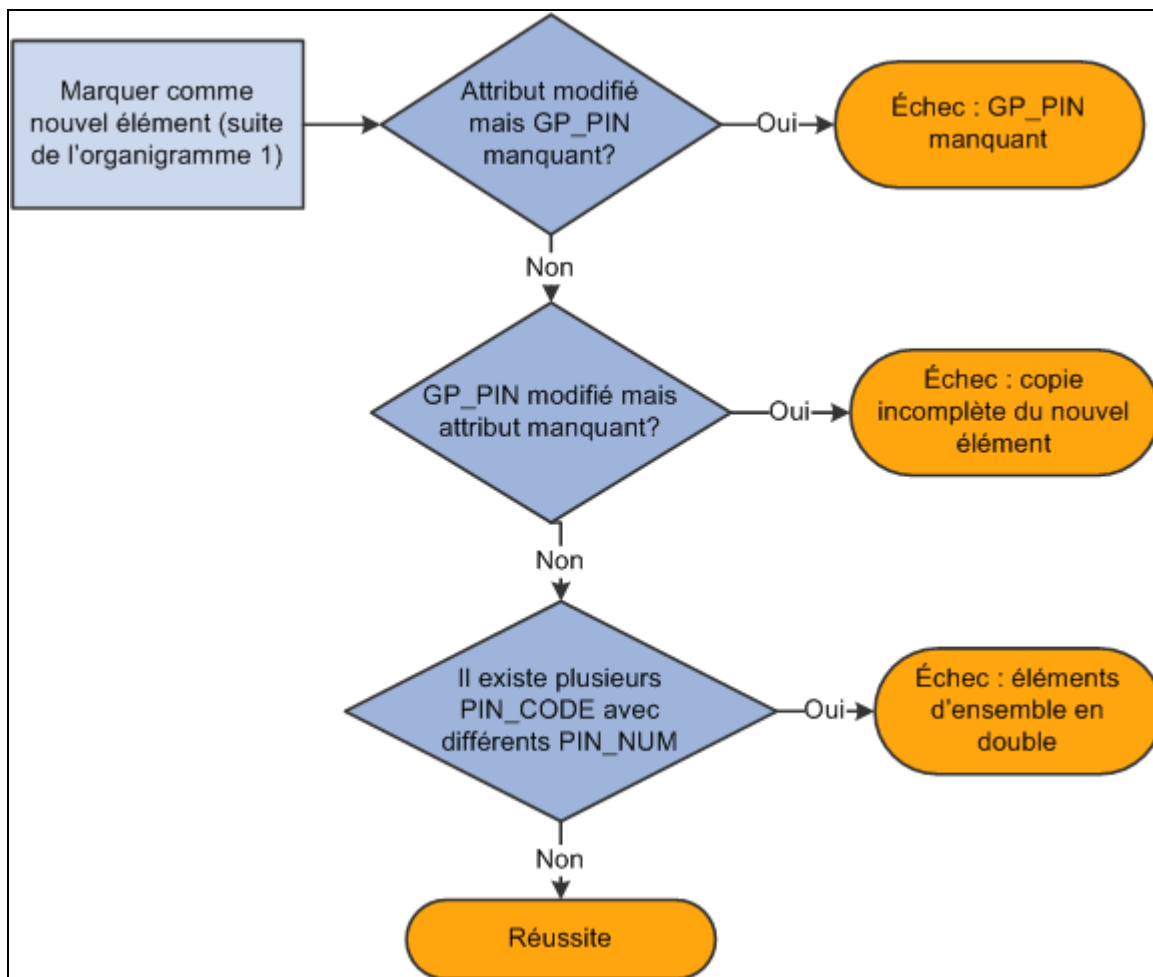 Marquer comme
nouvel élément (suite
de l'organigramme 1)
Attribut modifié
mais GP_PIN
manquant?
Oui
Échec : GP_PIN
manquant
Non
GP_PIN modifié mais
attribut manquant?
Oui
Échec : copie
incomplète du nouvel
élément
Non
Il existe plusieurs
PIN_CODE avec
différents PIN_NUM
Oui
Échec : éléments
d'ensemble en
double
Non
Réussite